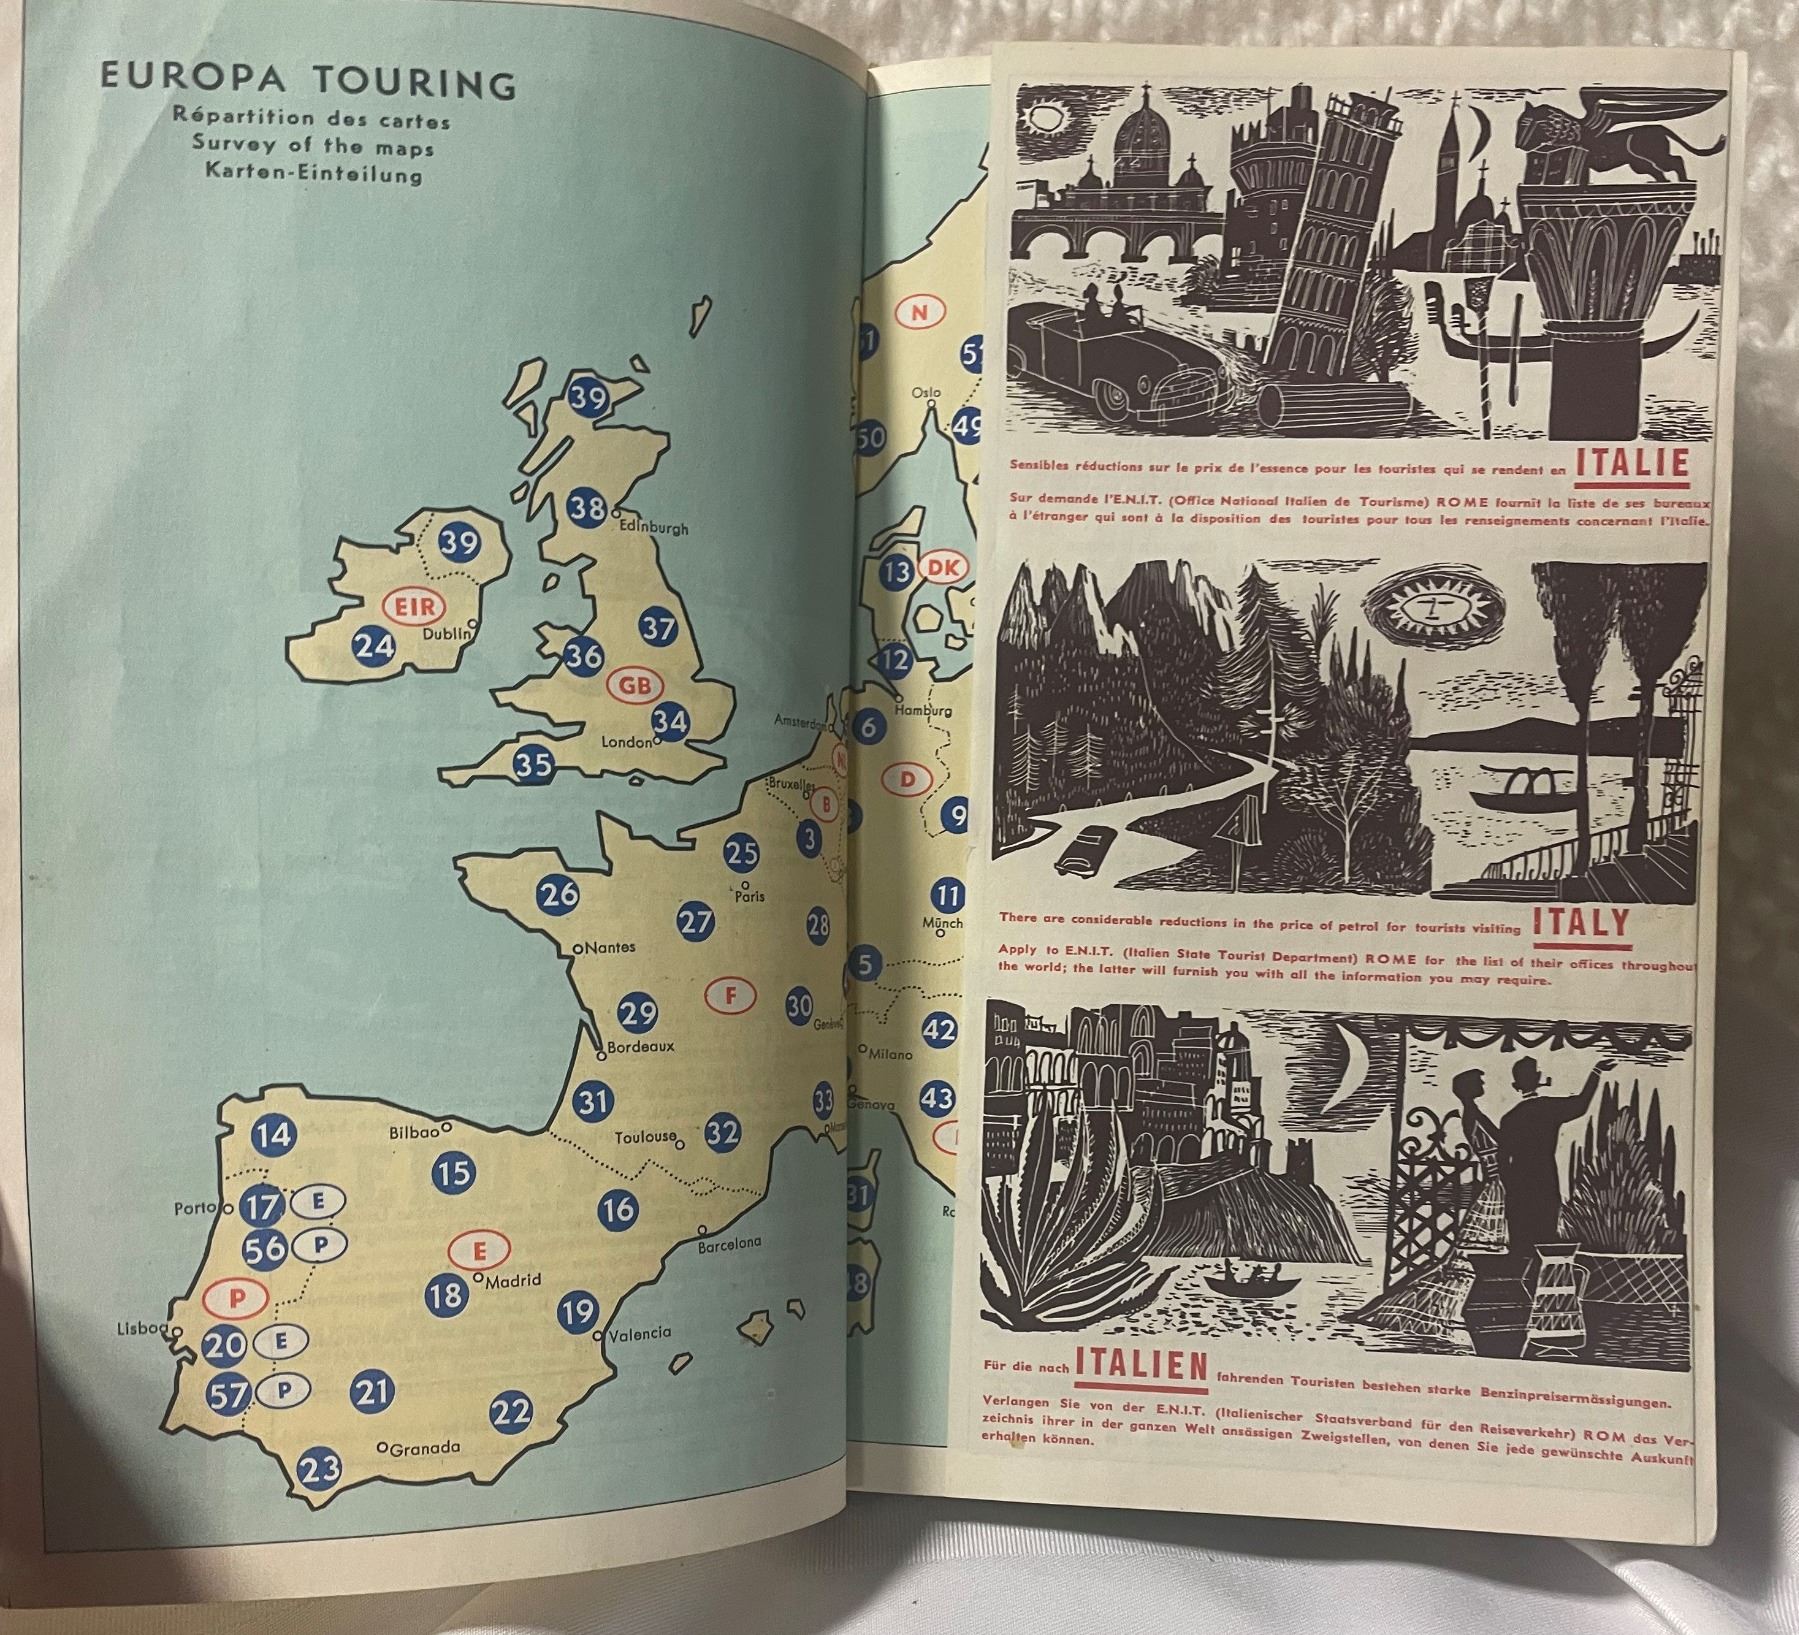 EUROPA TOURING
Répartition des cartes
Survey of the maps
Karten-Einteilung
39
38
Edinburgh
39
EIR
24
Dublin
37
36
GB
34
London
35
Amsterdam
Bruxelles
B
3
25
Paris
26
27
28
Nantes
F
29
30
Genève
Bordeaux
31
33
Toulouse
32
14
Bilbao
15
Porto
17
E
16
56
P
Barcelona
E
Madrid
P
18
19
Lisboa
20
E
Valencia
57
P
21
22
Granada
23
N
51
Oslo
50
49
13
DK
12
Hamburg
6
D
9
11
Münch
5
42
Milano
Genova
43
31
ITALIE
Sensibles réductions sur le prix de l'essence pour les touristes qui se rendent en ITALIE
Sur demande l'E.N.I.T. (Office National Italien de Tourisme) ROME fournit la liste de ses bureaux
à l'étranger qui sont à la disposition des touristes pour tous les renseignements concernant l'Italie.
There are considerable reductions in the price of petrol for tourists visiting ITALY
Apply to E.N.I.T. (Italien State Tourist Department) ROME for the list of their offices throughout
the world; the latter will furnish you with all the information you may require.
Für die nach ITALIEN fahrenden Touristen bestehen starke Benzinpreisermässigungen.
Verlangen Sie von der E.N.I.T. (Italienischer Staatsverband für den Reiseverkehr) ROM das Ver-
zeichnis ihrer in der ganzen Welt ansässigen Zweigstellen, von denen Sie jede gewünschte Auskunft
erhalten können.